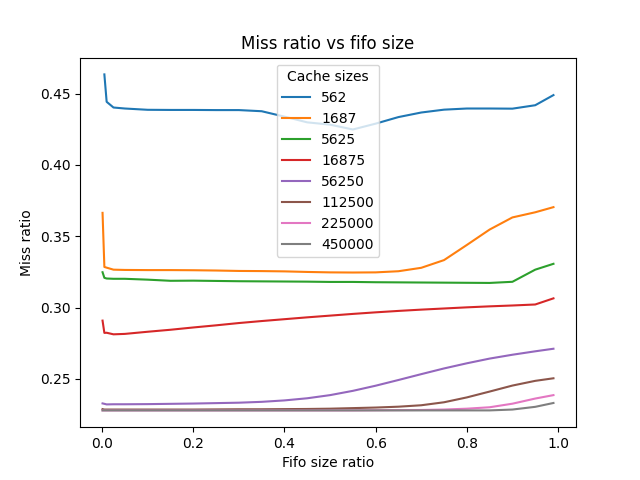 Miss ratio vs fifo size
Cache sizes
562
1687
5625
16875
56250
112500
225000
450000
Miss ratio
0.45
0.40
0.35
0.30
0.25
0.0 0.2 0.4 0.6 0.8 1.0
Fifo size ratio